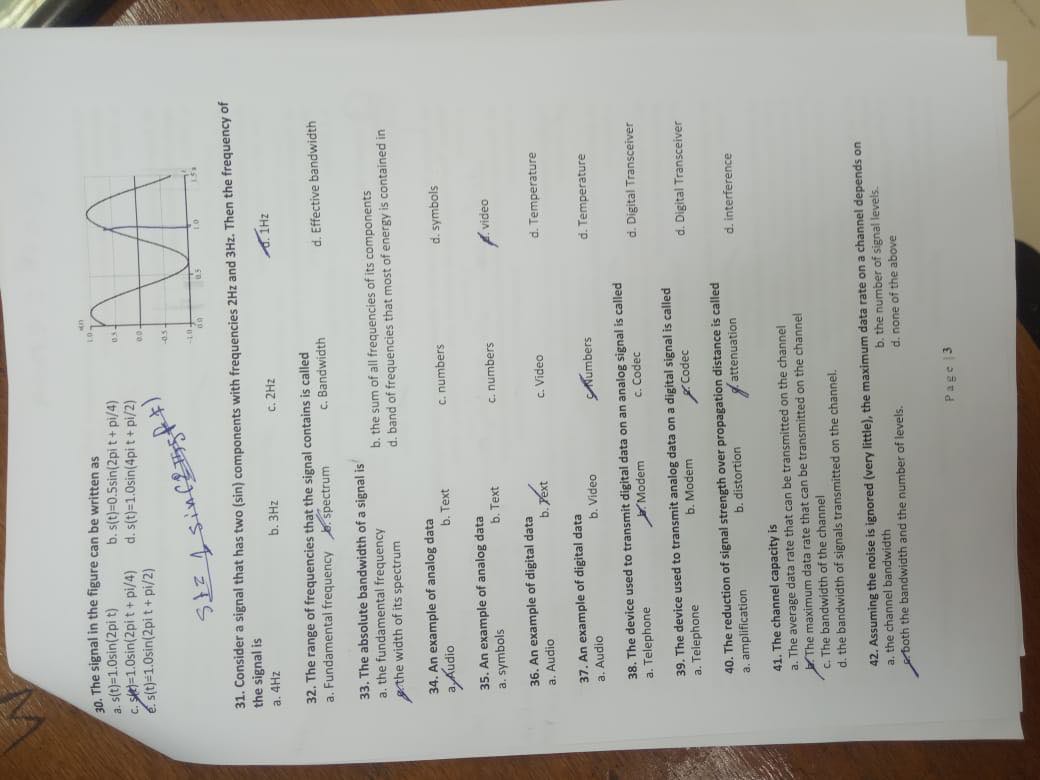 30. The signal in the figure can be written as
a. s(t)=1.0sin(2pi t)
b. s(t)=0.5sin(2pi t + pi/4)
c. s(t)=1.0sin(2pi t + pi/4)
d. s(t)=1.0sin(4pi t + pi/2)
e. s(t)=1.0sin(2pi t + pi/2)
s(t)
1.0
0.5
0.0
-0.5
-1.0
0.0 0.5 1.0 1.5 s
31. Consider a signal that has two (sin) components with frequencies 2Hz and 3Hz. Then the frequency of
the signal is
a. 4Hz b. 3Hz c. 2Hz d. 1Hz
32. The range of frequencies that the signal contains is called
a. Fundamental frequency b. spectrum c. Bandwidth d. Effective bandwidth
33. The absolute bandwidth of a signal is
a. the fundamental frequency b. the sum of all frequencies of its components
c. the width of its spectrum d. band of frequencies that most of energy is contained in
34. An example of analog data
a. Audio b. Text c. numbers d. symbols
35. An example of analog data
a. symbols b. Text c. numbers d. video
36. An example of digital data
a. Audio b. Text c. Video d. Temperature
37. An example of digital data
a. Audio b. Video c. Numbers d. Temperature
38. The device used to transmit digital data on an analog signal is called
a. Telephone b. Modem c. Codec d. Digital Transceiver
39. The device used to transmit analog data on a digital signal is called
a. Telephone b. Modem c. Codec d. Digital Transceiver
40. The reduction of signal strength over propagation distance is called
a. amplification b. distortion c. attenuation d. interference
41. The channel capacity is
a. The average data rate that can be transmitted on the channel
b. The maximum data rate that can be transmitted on the channel
c. The bandwidth of the channel
d. the bandwidth of signals transmitted on the channel.
42. Assuming the noise is ignored (very little), the maximum data rate on a channel depends on
a. the channel bandwidth b. the number of signal levels.
c. both the bandwidth and the number of levels. d. none of the above
Page | 3